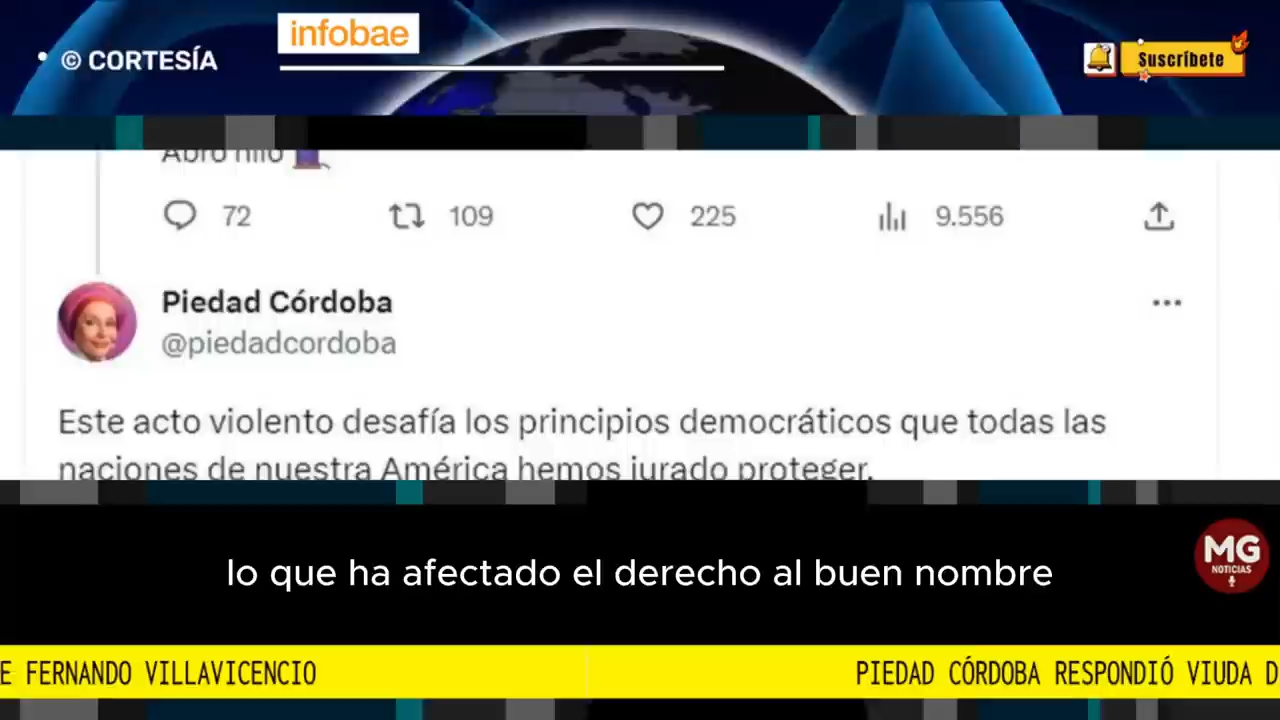 infobae
© CORTESÍA
Suscríbete
Abro hilo
72 109 225 9.556
Piedad Córdoba
@piedadcordoba
Este acto violento desafía los principios democráticos que todas las
naciones de nuestra América hemos jurado proteger.
lo que ha afectado el derecho al buen nombre
MG
NOTICIAS
E FERNANDO VILLAVICENCIO PIEDAD CÓRDOBA RESPONDIÓ VIUDA D